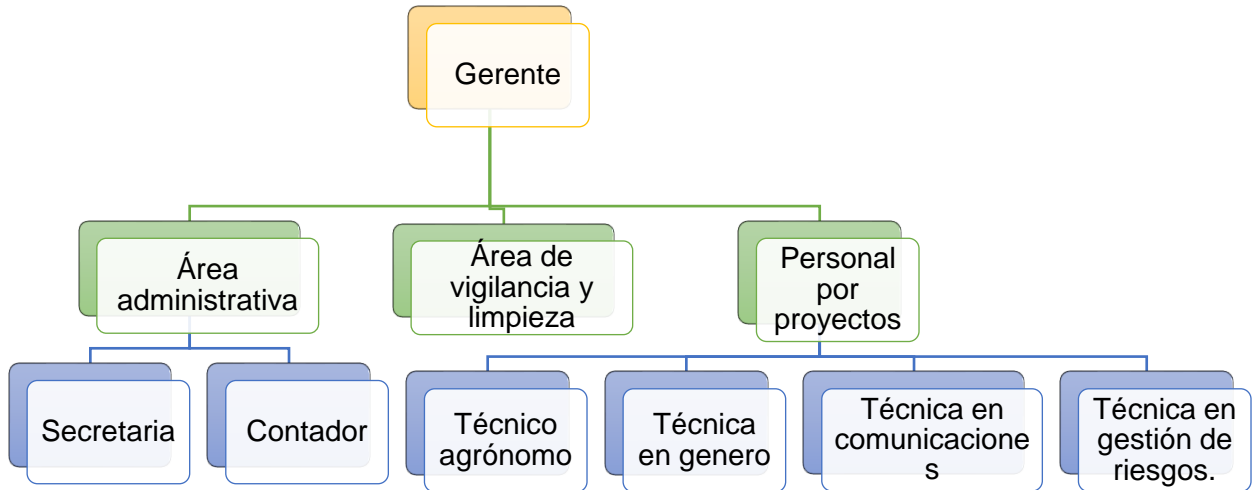 Gerente
Área
administrativa
Área de
vigilancia y
limpieza
Personal
por
proyectos
Secretaria
Contador
Técnico
agrónomo
Técnica
en genero
Técnica en
comunicacione
s
Técnica en
gestión de
riesgos.